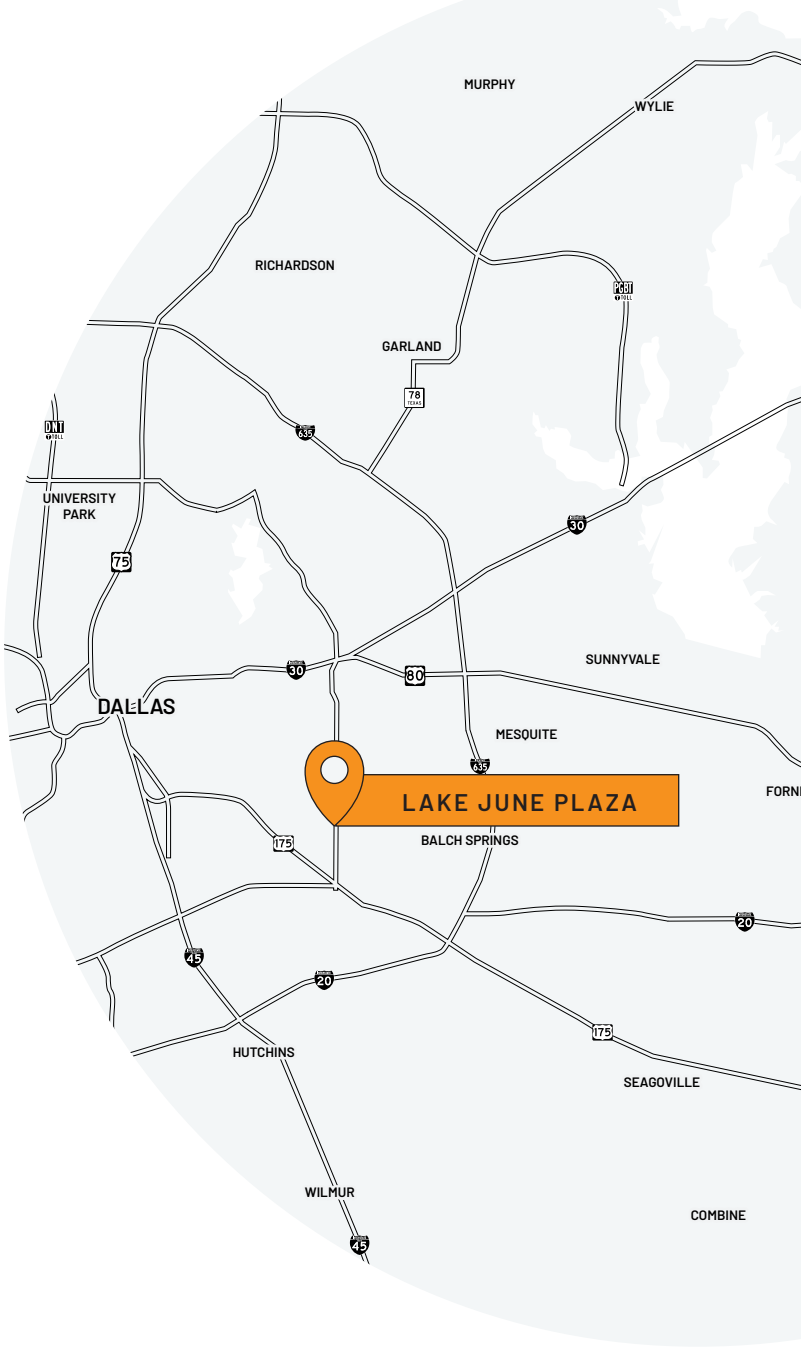 MURPHY
WYLIE
RICHARDSON
PGBT
TOLL
GARLAND
78
TEXAS
DNT
TOLL
635
UNIVERSITY
PARK
30
75
SUNNYVALE
30
80
DALLAS
MESQUITE
635
FORN
LAKE JUNE PLAZA
175
BALCH SPRINGS
20
45
20
175
HUTCHINS
SEAGOVILLE
WILMUR
COMBINE
45